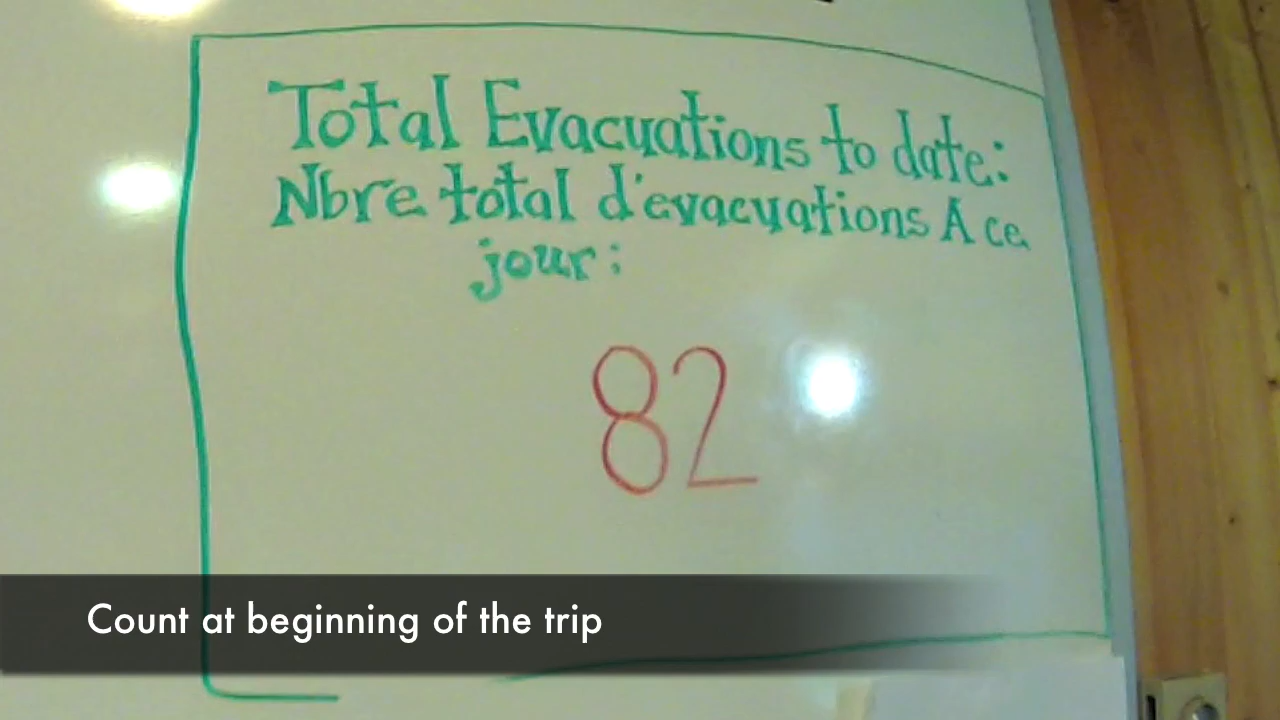 Total Evacuations to date:
Nbre total d'evacuations A ce
jour:
82
Count at beginning of the trip